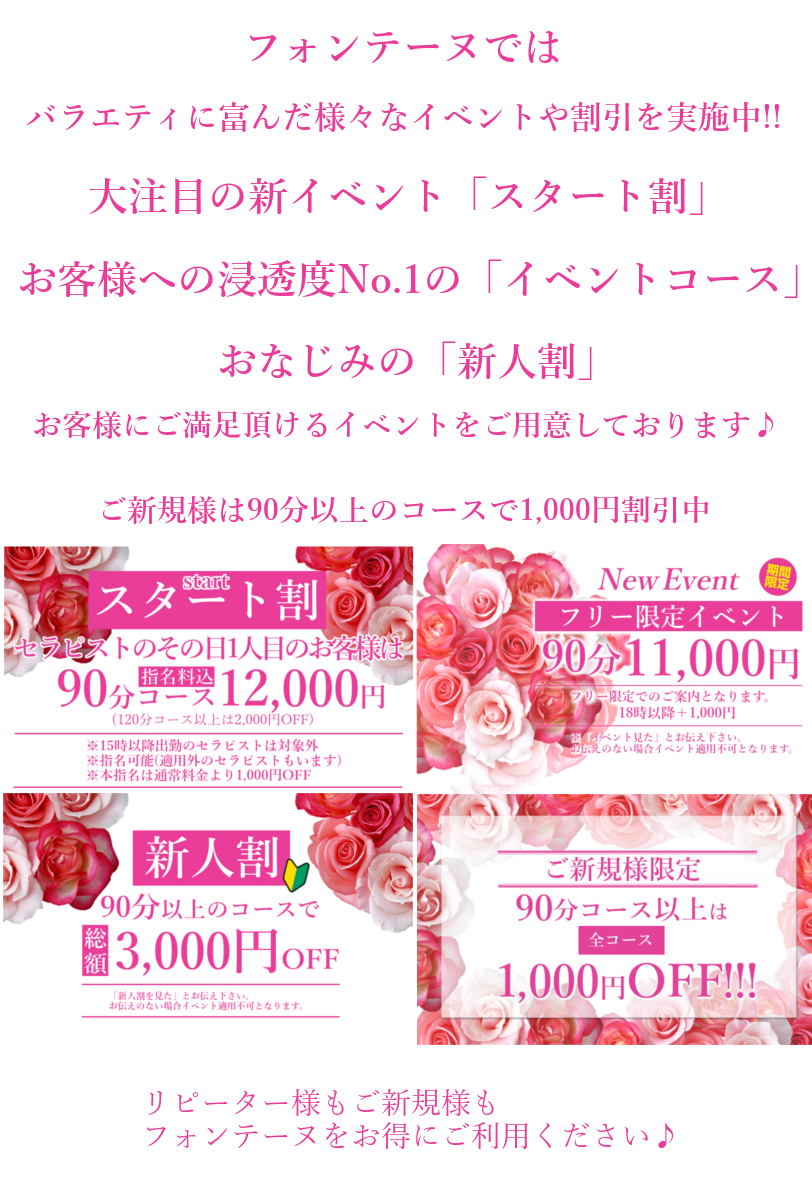 フォンテーヌでは
バラエティに富んだ様々なイベントや割引を実施中!!
大注目の新イベント「スタート割」
お客様への浸透度No.1の「イベントコース」
おなじみの「新人割」
お客様にご満足頂けるイベントをご用意しております♪
ご新規様は90分以上のコースで1,000円割引中
start
スタート割
セラピストのその日1人目のお客様は
90分コース 指名料込 12,000円
(120分コース以上は2,000円OFF)
※15時以降出勤のセラピストは対象外
※指名可能(適用外のセラピストもいます)
※本指名は通常料金より1,000円OFF
New Event
期間
限定
フリー限定イベント
90分11,000円
フリー限定でのご案内となります。
18時以降+1,000円
※「イベント見た」とお伝え下さい。
お伝えのない場合イベント適用不可となります。
新人割
90分以上のコースで
総額 3,000円OFF
「新人割を見た」とお伝え下さい。
お伝えのない場合イベント適用不可となります。
ご新規様限定
90分コース以上は
全コース
1,000円OFF!!!
リピーター様もご新規様も
フォンテーヌをお得にご利用ください♪